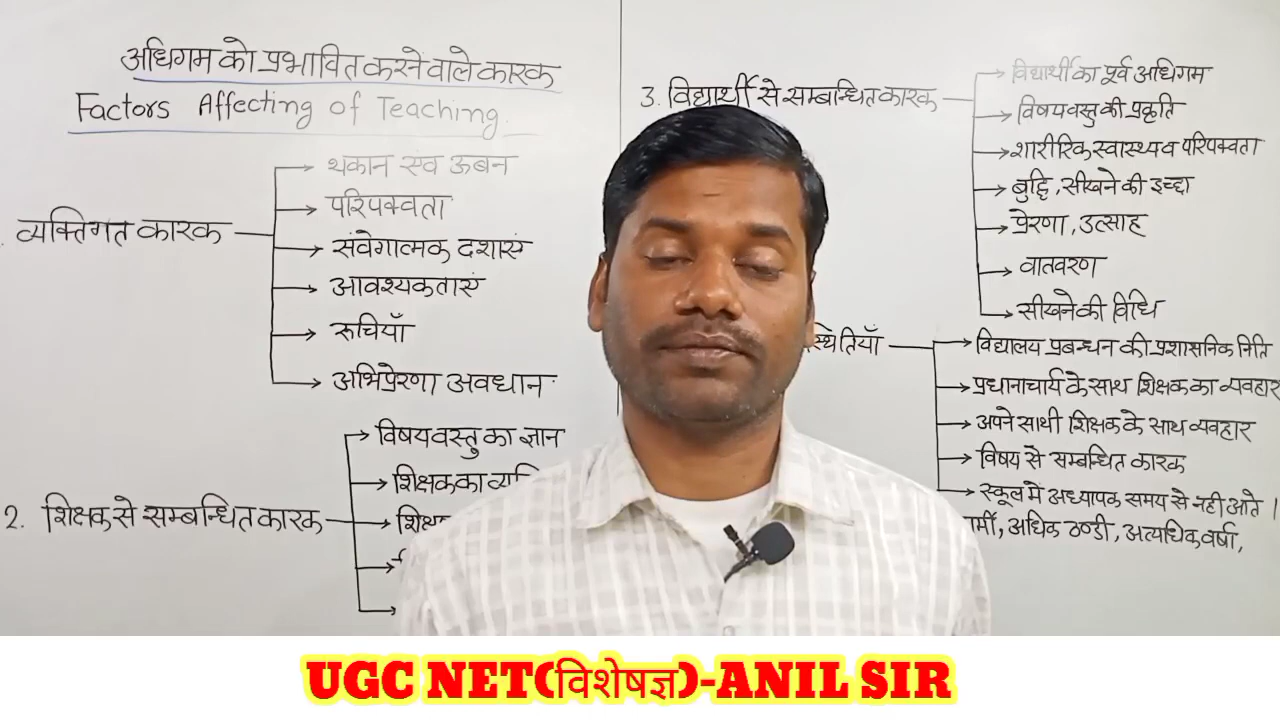 अधिगम को प्रभावित करने वाले कारक
Factors Affecting of Teaching.
व्यक्तिगत कारक
थकान एंव ऊबन
परिपक्वता
संवेगात्मक दशाएं
आवश्यकताएं
रूचियाँ
अभिप्रेरणा अवधान
2. शिक्षक से सम्बन्धित कारक
विषयवस्तु का ज्ञान
शिक्षक का
3. विद्यार्थी से सम्बन्धित कारक
विद्यार्थी का पूर्व अधिगम
विषयवस्तु की प्रकृति
शारीरिक स्वास्थ्य व परिपक्वता
बुद्धि, सीखने की इच्छा
प्रेरणा, उत्साह
वातवरण
सीखने की विधि
विद्यालय प्रबन्धन की प्रशासनिक निति
प्रधानाचार्य के साथ शिक्षक का व्यवहार
अपने साथी शिक्षक के साथ व्यवहार
विषय से सम्बन्धित कारक
स्कूल में अध्यापक समय से नही आते।
अधिक ठण्डी, अत्यधिक वर्षा,
UGC NET(विशेषज्ञ)-ANIL SIR